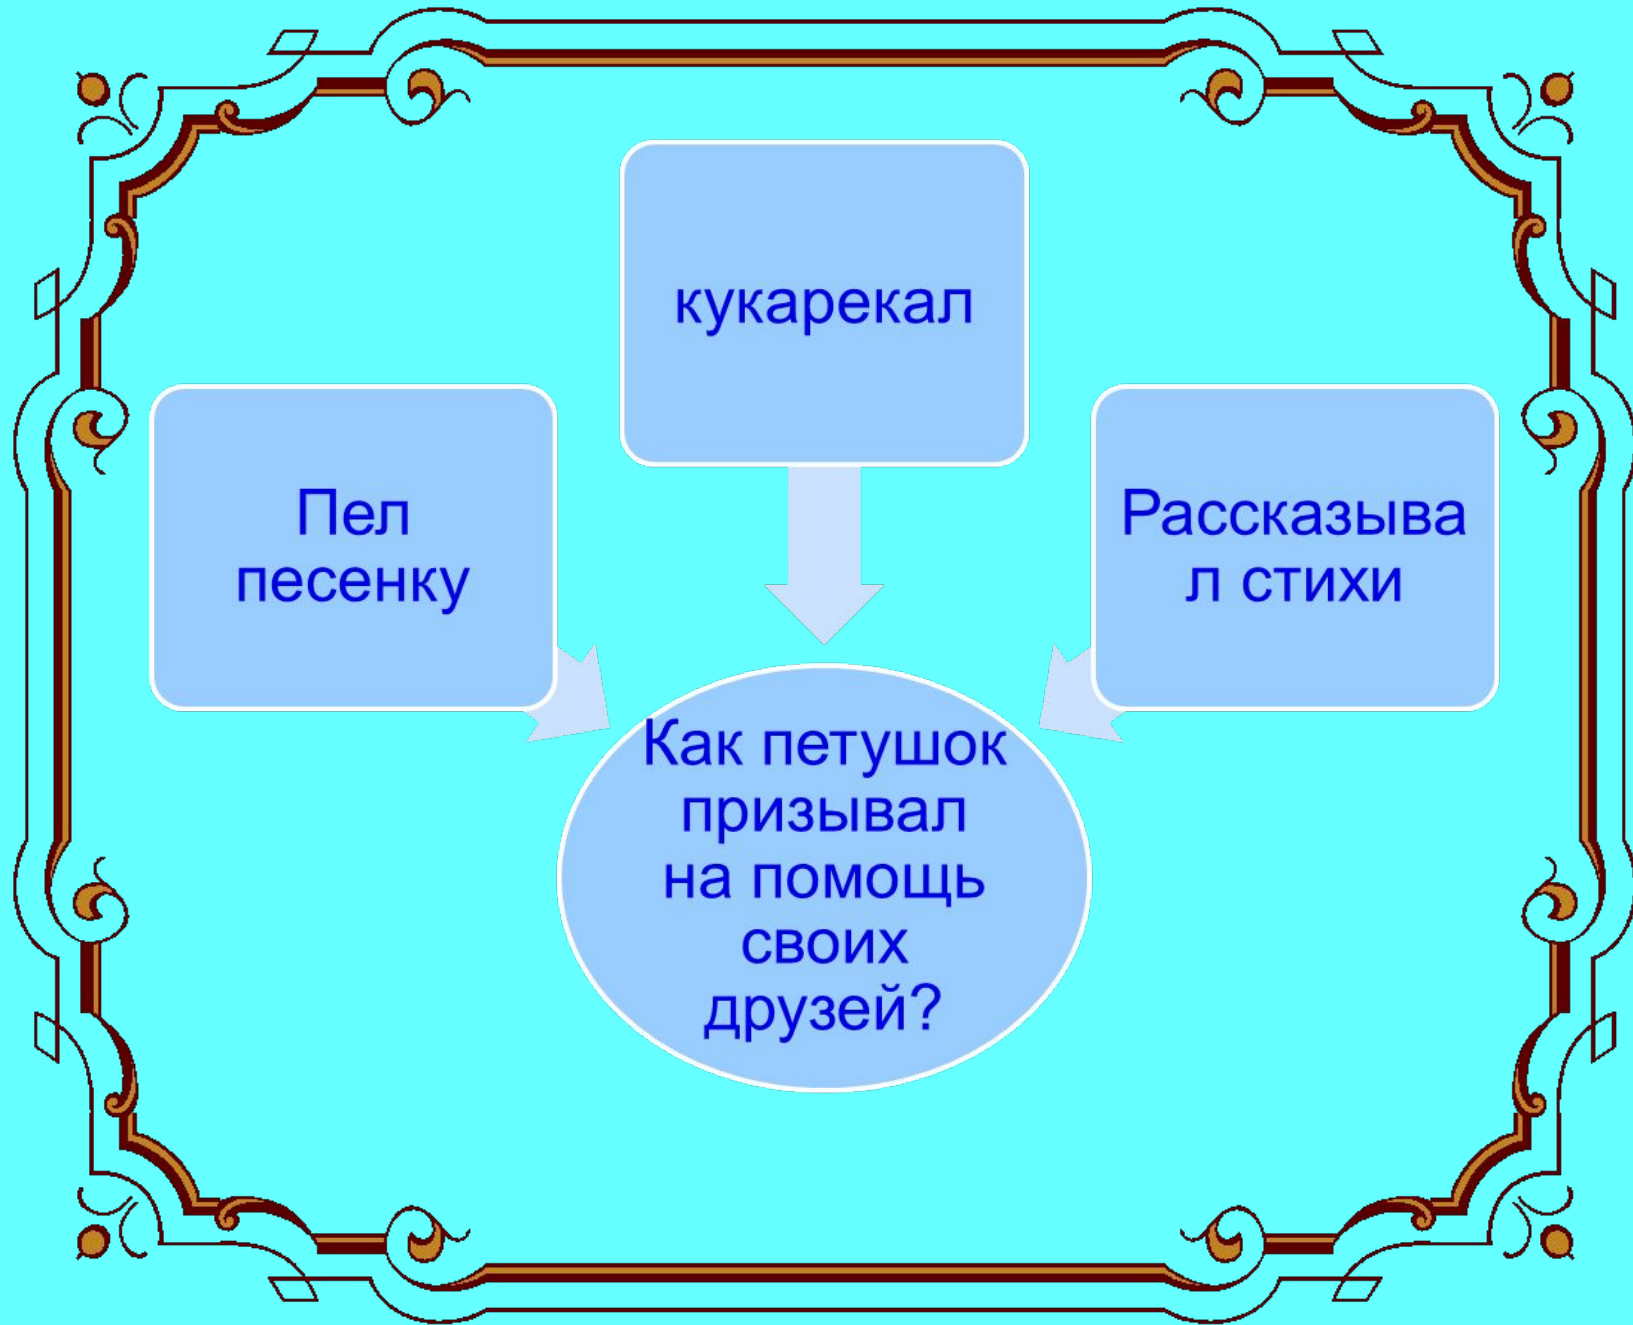 кукарекал
Пел
песенку
Рассказыва
л стихи
Как петушок
призывал
на помощь
своих
друзей?